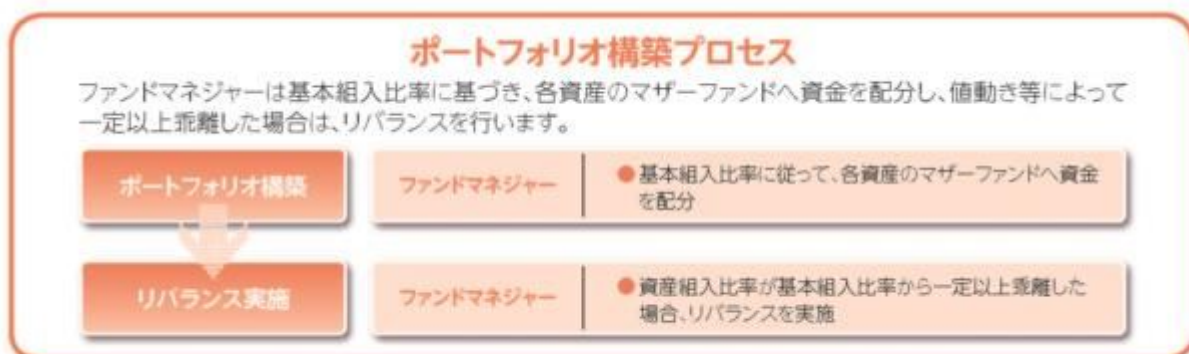 ポートフォリオ構築プロセス
ファンドマネジャーは基本組入比率に基づき、各資産のマザーファンドへ資金を配分し、値動き等によって
一定以上乖離した場合は、リバランスを行います。
ポートフォリオ構築
ファンドマネジャー
●基本組入比率に従って、各資産のマザーファンドへ資金
を配分
リバランス実施
ファンドマネジャー
●資産組入比率が基本組入比率から一定以上乖離した
場合、リバランスを実施